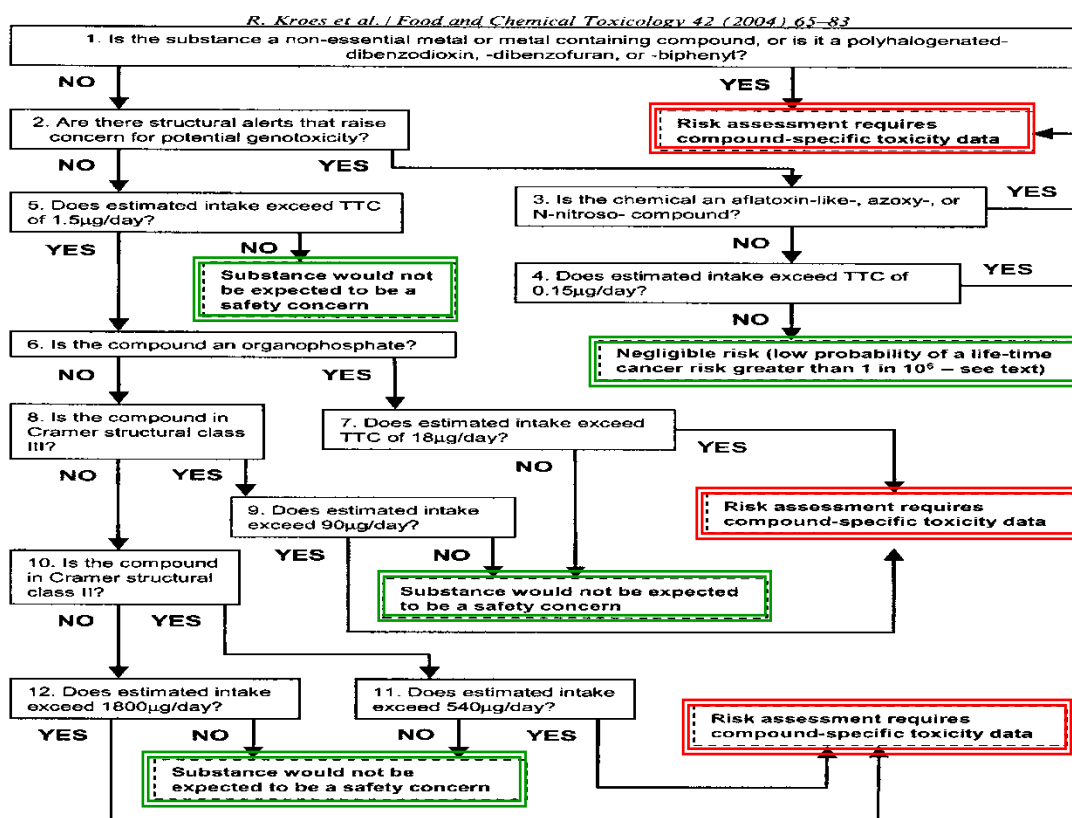 R. Kroes et al. / Food and Chemical Toxicology 42 (2004) 65–83
1. Is the substance a non-essential metal or metal containing compound, or is it a polyhalogenated-
dibenzodioxin, -dibenzofuran, or -biphenyl?
NO
YES
2. Are there structural alerts that raise
concern for potential genotoxicity?
Risk assessment requires
compound-specific toxicity data
NO
YES
5. Does estimated intake exceed TTC
of 1.5µg/day?
3. Is the chemical an aflatoxin-like-, azoxy-, or
N-nitroso- compound?
YES
YES
NO
NO
Substance would not
be expected to be a
safety concern
4. Does estimated intake exceed TTC of
0.15µg/day?
YES
NO
6. Is the compound an organophosphate?
Negligible risk (low probability of a life-time
cancer risk greater than 1 in 10⁶ – see text)
NO
YES
8. Is the compound in
Cramer structural class
III?
7. Does estimated intake exceed
TTC of 18µg/day?
YES
NO
YES
NO
9. Does estimated intake
exceed 90µg/day?
Risk assessment requires
compound-specific toxicity data
YES
NO
10. Is the compound
in Cramer structural
class II?
Substance would not be expected
to be a safety concern
NO
YES
12. Does estimated intake
exceed 1800µg/day?
11. Does estimated intake
exceed 540µg/day?
Risk assessment requires
compound-specific toxicity data
YES
NO
NO
YES
Substance would not be
expected to be a safety concern